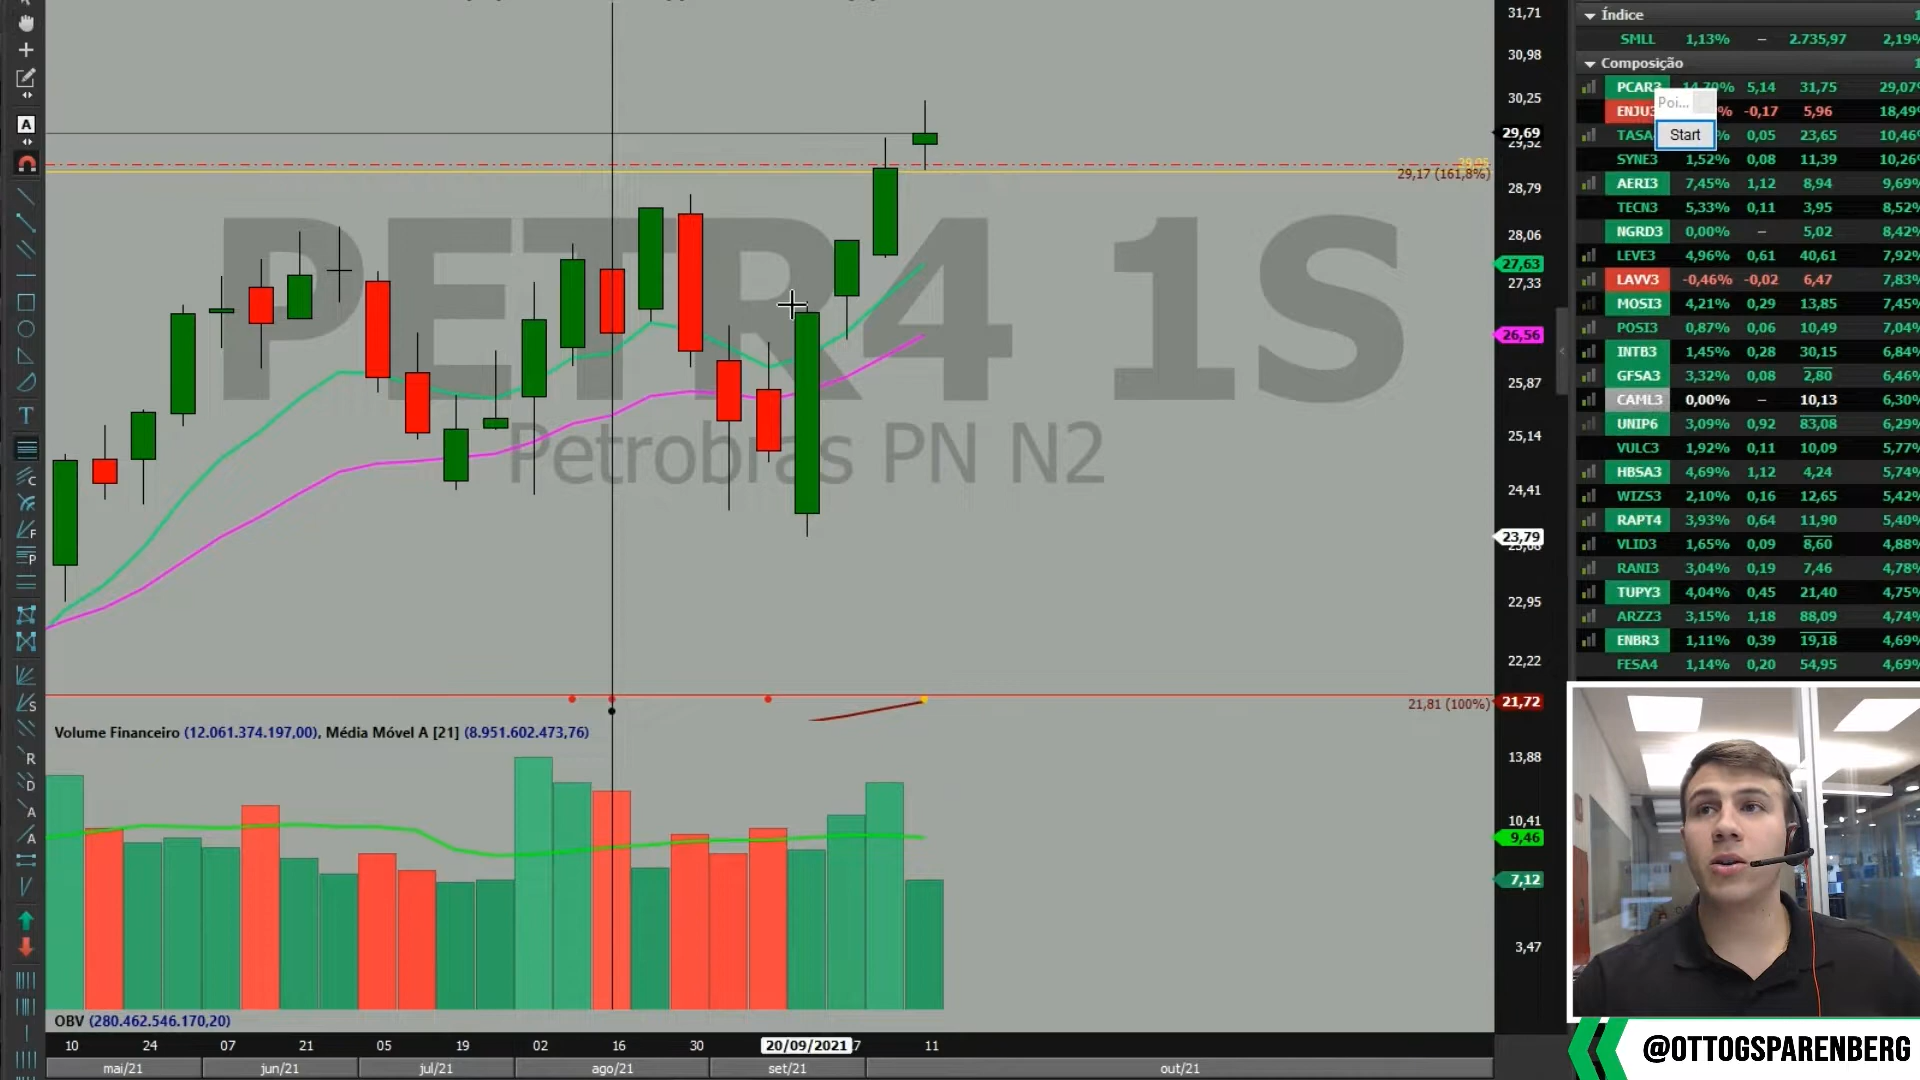 31,71
30,98
30,25
29,69
28,79
28,06
27,63
27,33
26,56
25,87
25,14
24,41
23,79
22,95
22,22
21,72
29,17 (161,8%)
21,81 (100%)
PETR4 1S
Petrobras PN N2
Volume Financeiro (12.061.374.197,00), Média Móvel A [21] (8.951.602.473,76)
13,88
10,41
9,46
7,12
3,47
OBV (280.462.546.170,20)
10 24 07 21 05 19 02 16 30 20/09/2021 7 11
mai/21 jun/21 jul/21 ago/21 set/21 out/21
Índice
SMLL 1,13% – 2.735,97 2,19%
Composição
PCAR3 14,70% 5,14 31,75 29,07%
ENJU3 % -0,17 5,96 18,49%
TASA % 0,05 23,65 10,46%
SYNE3 1,52% 0,08 11,39 10,26%
AERI3 7,45% 1,12 8,94 9,69%
TECN3 5,33% 0,11 3,95 8,52%
NGRD3 0,00% – 5,02 8,42%
LEVE3 4,96% 0,61 40,61 7,92%
LAVV3 -0,46% -0,02 6,47 7,83%
MOSI3 4,21% 0,29 13,85 7,45%
POSI3 0,87% 0,06 10,49 7,04%
INTB3 1,45% 0,28 30,15 6,84%
GFSA3 3,32% 0,08 2,80 6,46%
CAML3 0,00% – 10,13 6,30%
UNIP6 3,09% 0,92 83,08 6,29%
VULC3 1,92% 0,11 10,09 5,77%
HBSA3 4,69% 1,12 4,24 5,74%
WIZS3 2,10% 0,16 12,65 5,42%
RAPT4 3,93% 0,64 11,90 5,40%
VLID3 1,65% 0,09 8,60 4,88%
RANI3 3,04% 0,19 7,46 4,78%
TUPY3 4,04% 0,45 21,40 4,75%
ARZZ3 3,15% 1,18 88,09 4,74%
ENBR3 1,11% 0,39 19,18 4,69%
FESA4 1,14% 0,20 54,95 4,69%
Poi...
Start
@OTTOGSPARENBERG